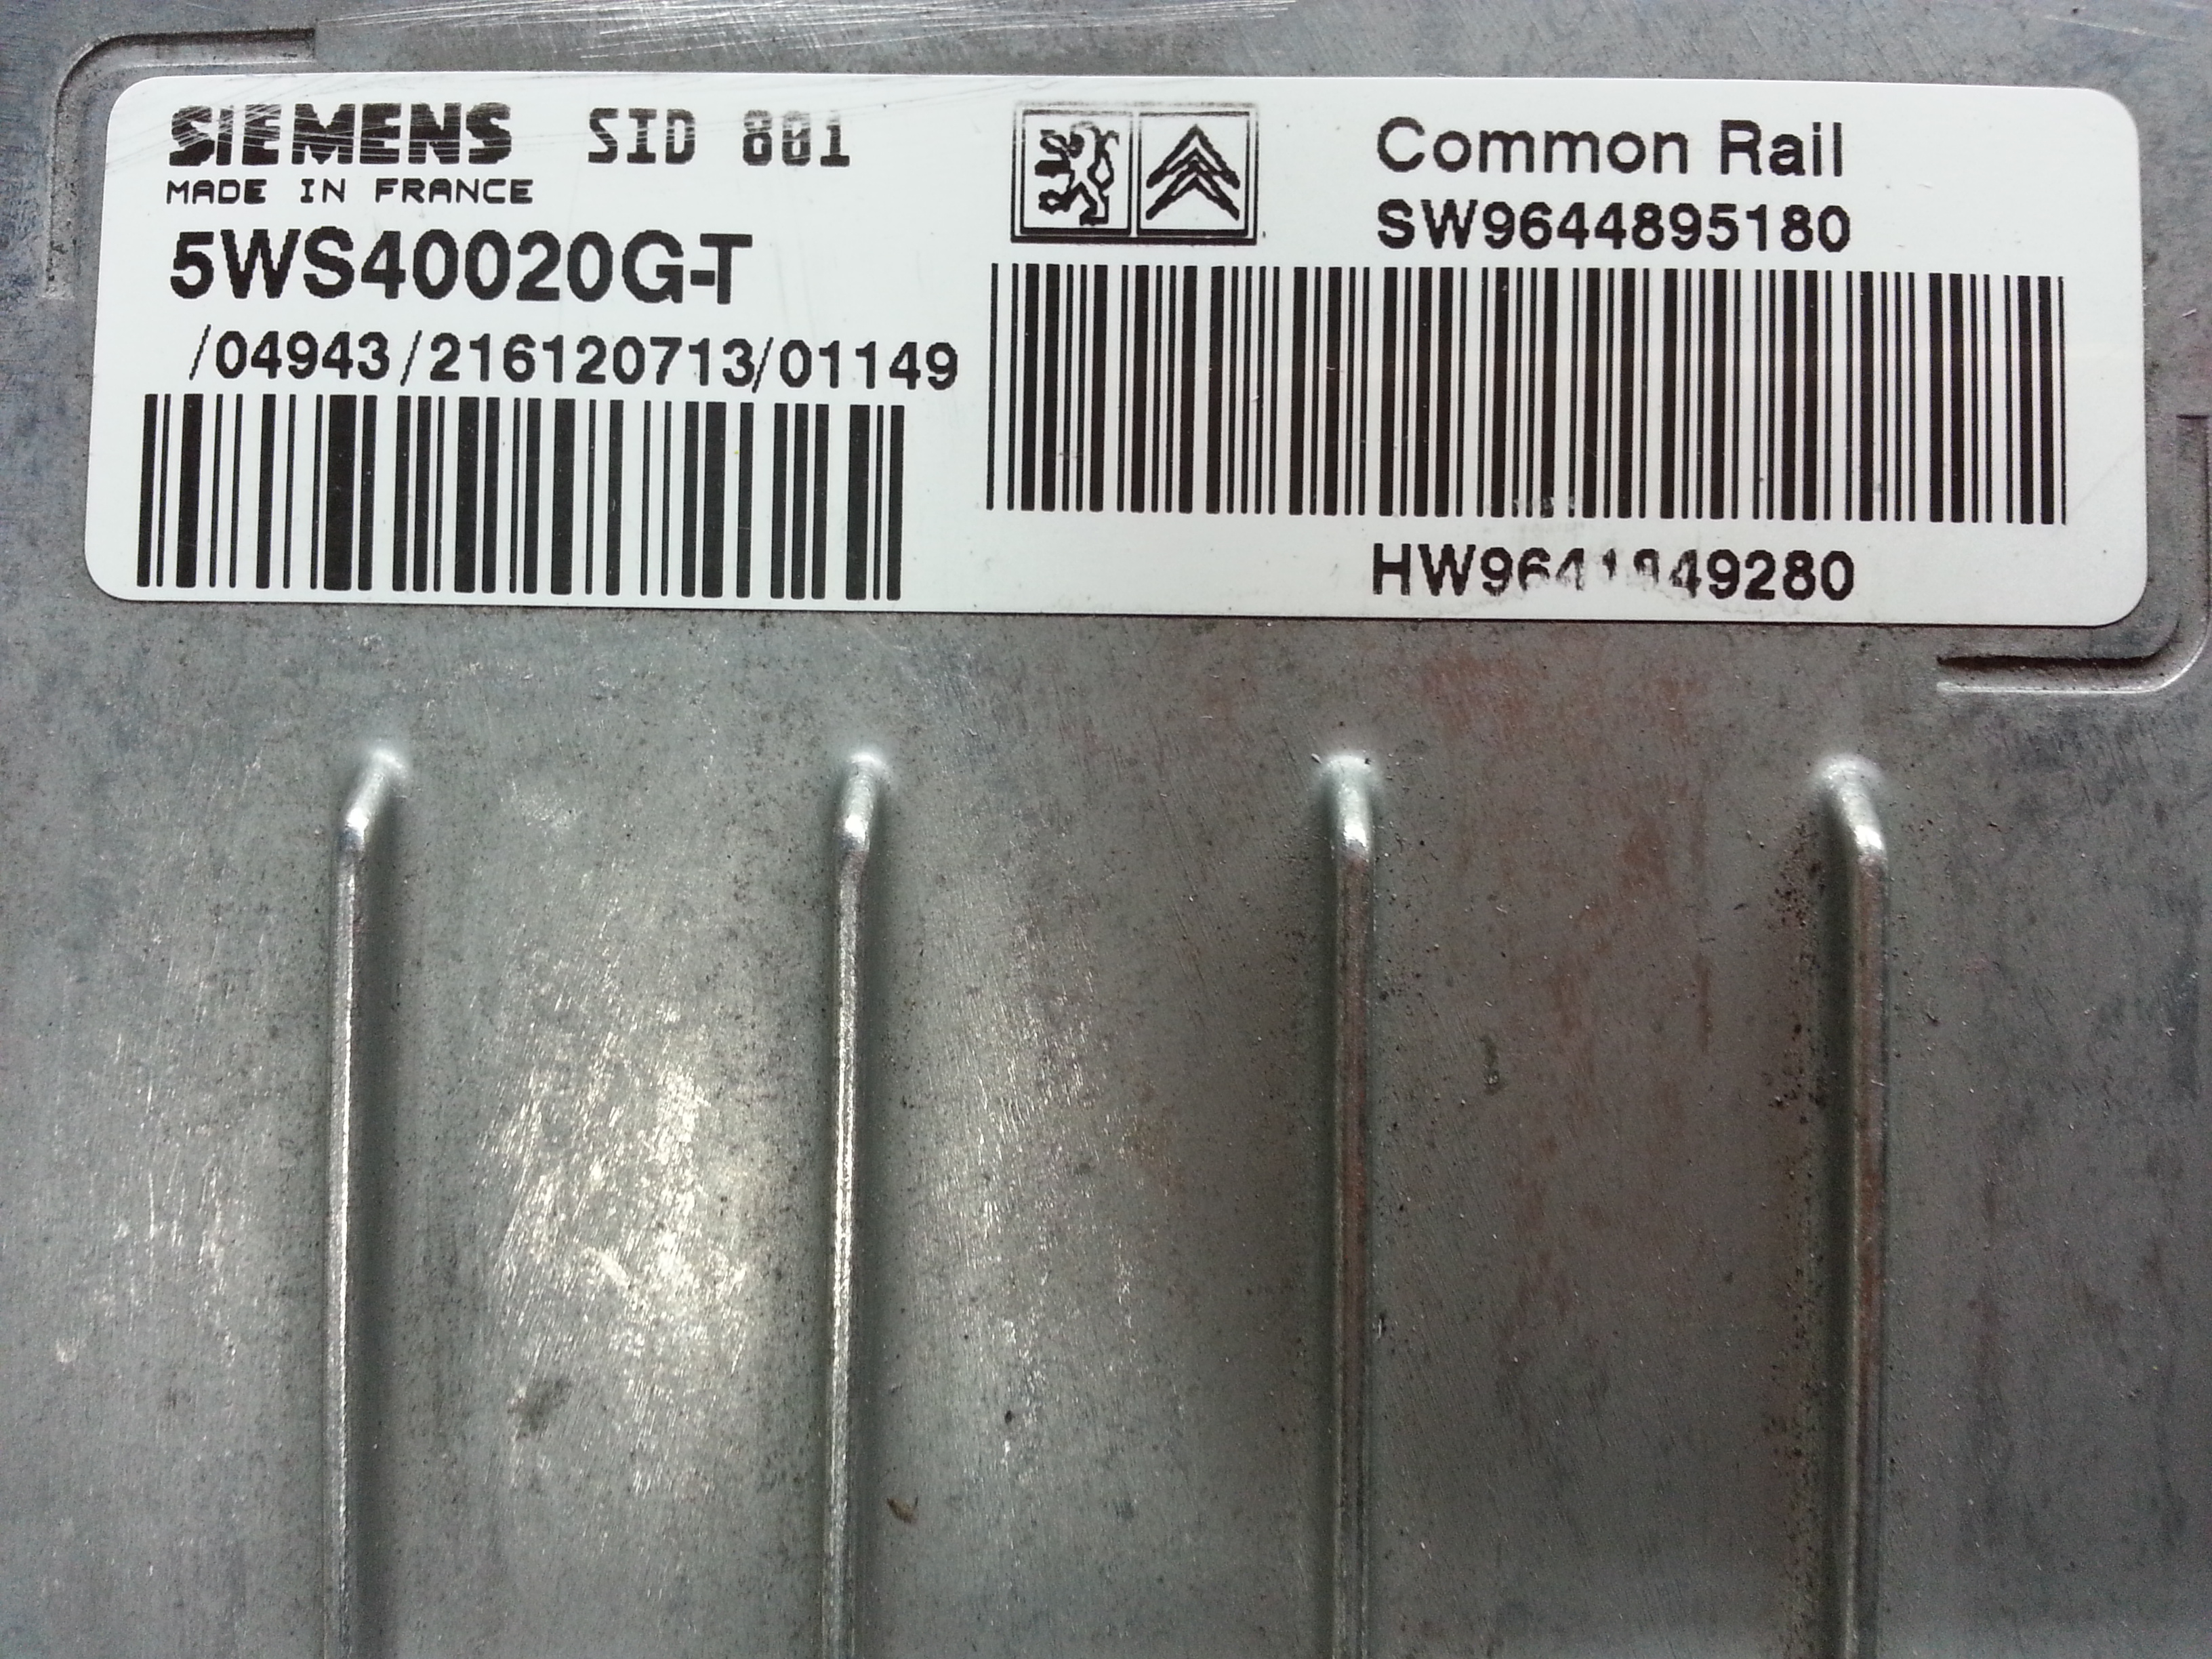 SIEMENS SID 801
MADE IN FRANCE
5WS40020G-T
/04943/216120713/01149
Common Rail
SW9644895180